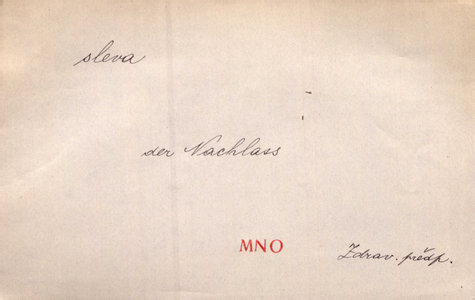 sleva
der Nachlass
MNO
Zdrav. předp.